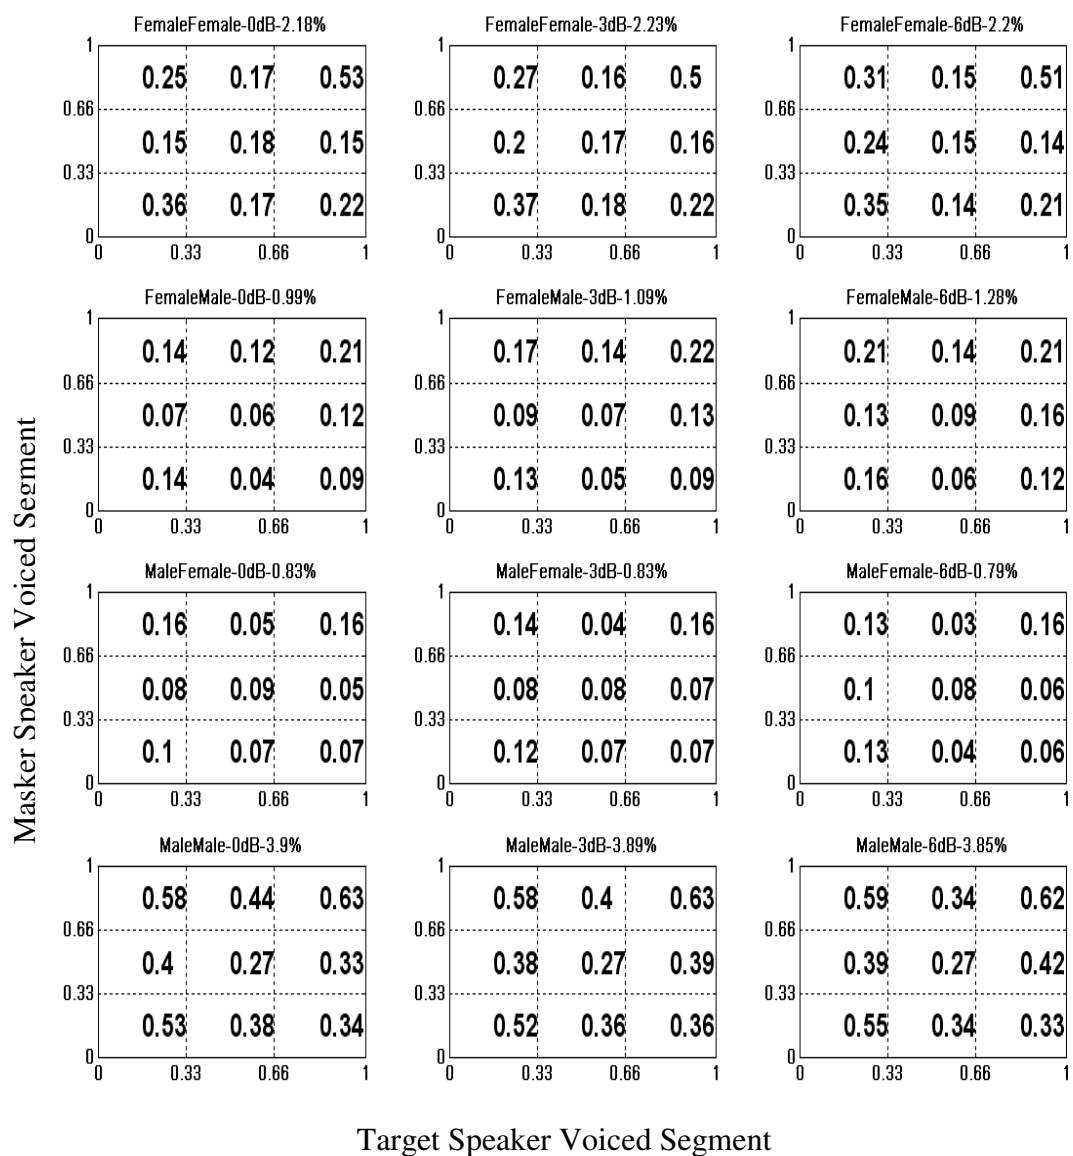 FemaleFemale-0dB-2.18% FemaleFemale-3dB-2.23% FemaleFemale-6dB-2.2%
1 1 1
0.25 0.17 0.53 0.27 0.16 0.5 0.31 0.15 0.51
0.66 0.66 0.66
0.15 0.18 0.15 0.2 0.17 0.16 0.24 0.15 0.14
0.33 0.33 0.33
0.36 0.17 0.22 0.37 0.18 0.22 0.35 0.14 0.21
0 0 0
0 0.33 0.66 1 0 0.33 0.66 1 0 0.33 0.66 1
FemaleMale-0dB-0.99% FemaleMale-3dB-1.09% FemaleMale-6dB-1.28%
1 1 1
0.14 0.12 0.21 0.17 0.14 0.22 0.21 0.14 0.21
0.66 0.66 0.66
0.07 0.06 0.12 0.09 0.07 0.13 0.13 0.09 0.16
0.33 0.33 0.33
0.14 0.04 0.09 0.13 0.05 0.09 0.16 0.06 0.12
0 0 0
0 0.33 0.66 1 0 0.33 0.66 1 0 0.33 0.66 1
Masker Speaker Voiced Segment
MaleFemale-0dB-0.83% MaleFemale-3dB-0.83% MaleFemale-6dB-0.79%
1 1 1
0.16 0.05 0.16 0.14 0.04 0.16 0.13 0.03 0.16
0.66 0.66 0.66
0.08 0.09 0.05 0.08 0.08 0.07 0.1 0.08 0.06
0.33 0.33 0.33
0.1 0.07 0.07 0.12 0.07 0.07 0.13 0.04 0.06
0 0 0
0 0.33 0.66 1 0 0.33 0.66 1 0 0.33 0.66 1
MaleMale-0dB-3.9% MaleMale-3dB-3.89% MaleMale-6dB-3.85%
1 1 1
0.58 0.44 0.63 0.58 0.4 0.63 0.59 0.34 0.62
0.66 0.66 0.66
0.4 0.27 0.33 0.38 0.27 0.39 0.39 0.27 0.42
0.33 0.33 0.33
0.53 0.38 0.34 0.52 0.36 0.36 0.55 0.34 0.33
0 0 0
0 0.33 0.66 1 0 0.33 0.66 1 0 0.33 0.66 1
Target Speaker Voiced Segment